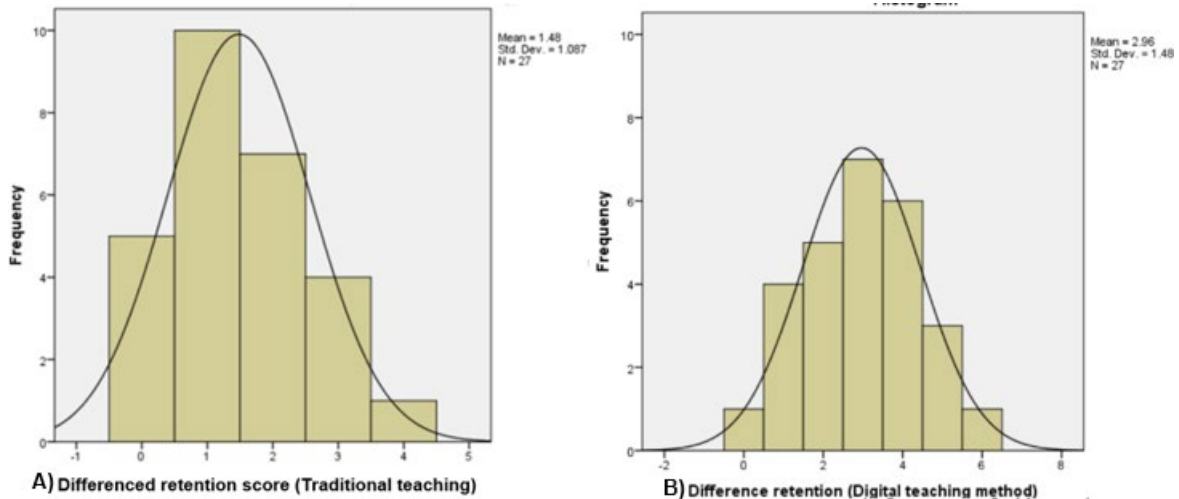 Mean = 1.48
Std. Dev. = 1.087
N = 27
10
8
6
4
2
0
Frequency
-1 0 1 2 3 4 5
A) Differenced retention score (Traditional teaching)
Histogram
Mean = 2.96
Std. Dev. = 1.48
N = 27
10
8
6
4
2
0
Frequency
-2 0 2 4 6 8
B) Difference retention (Digital teaching method)